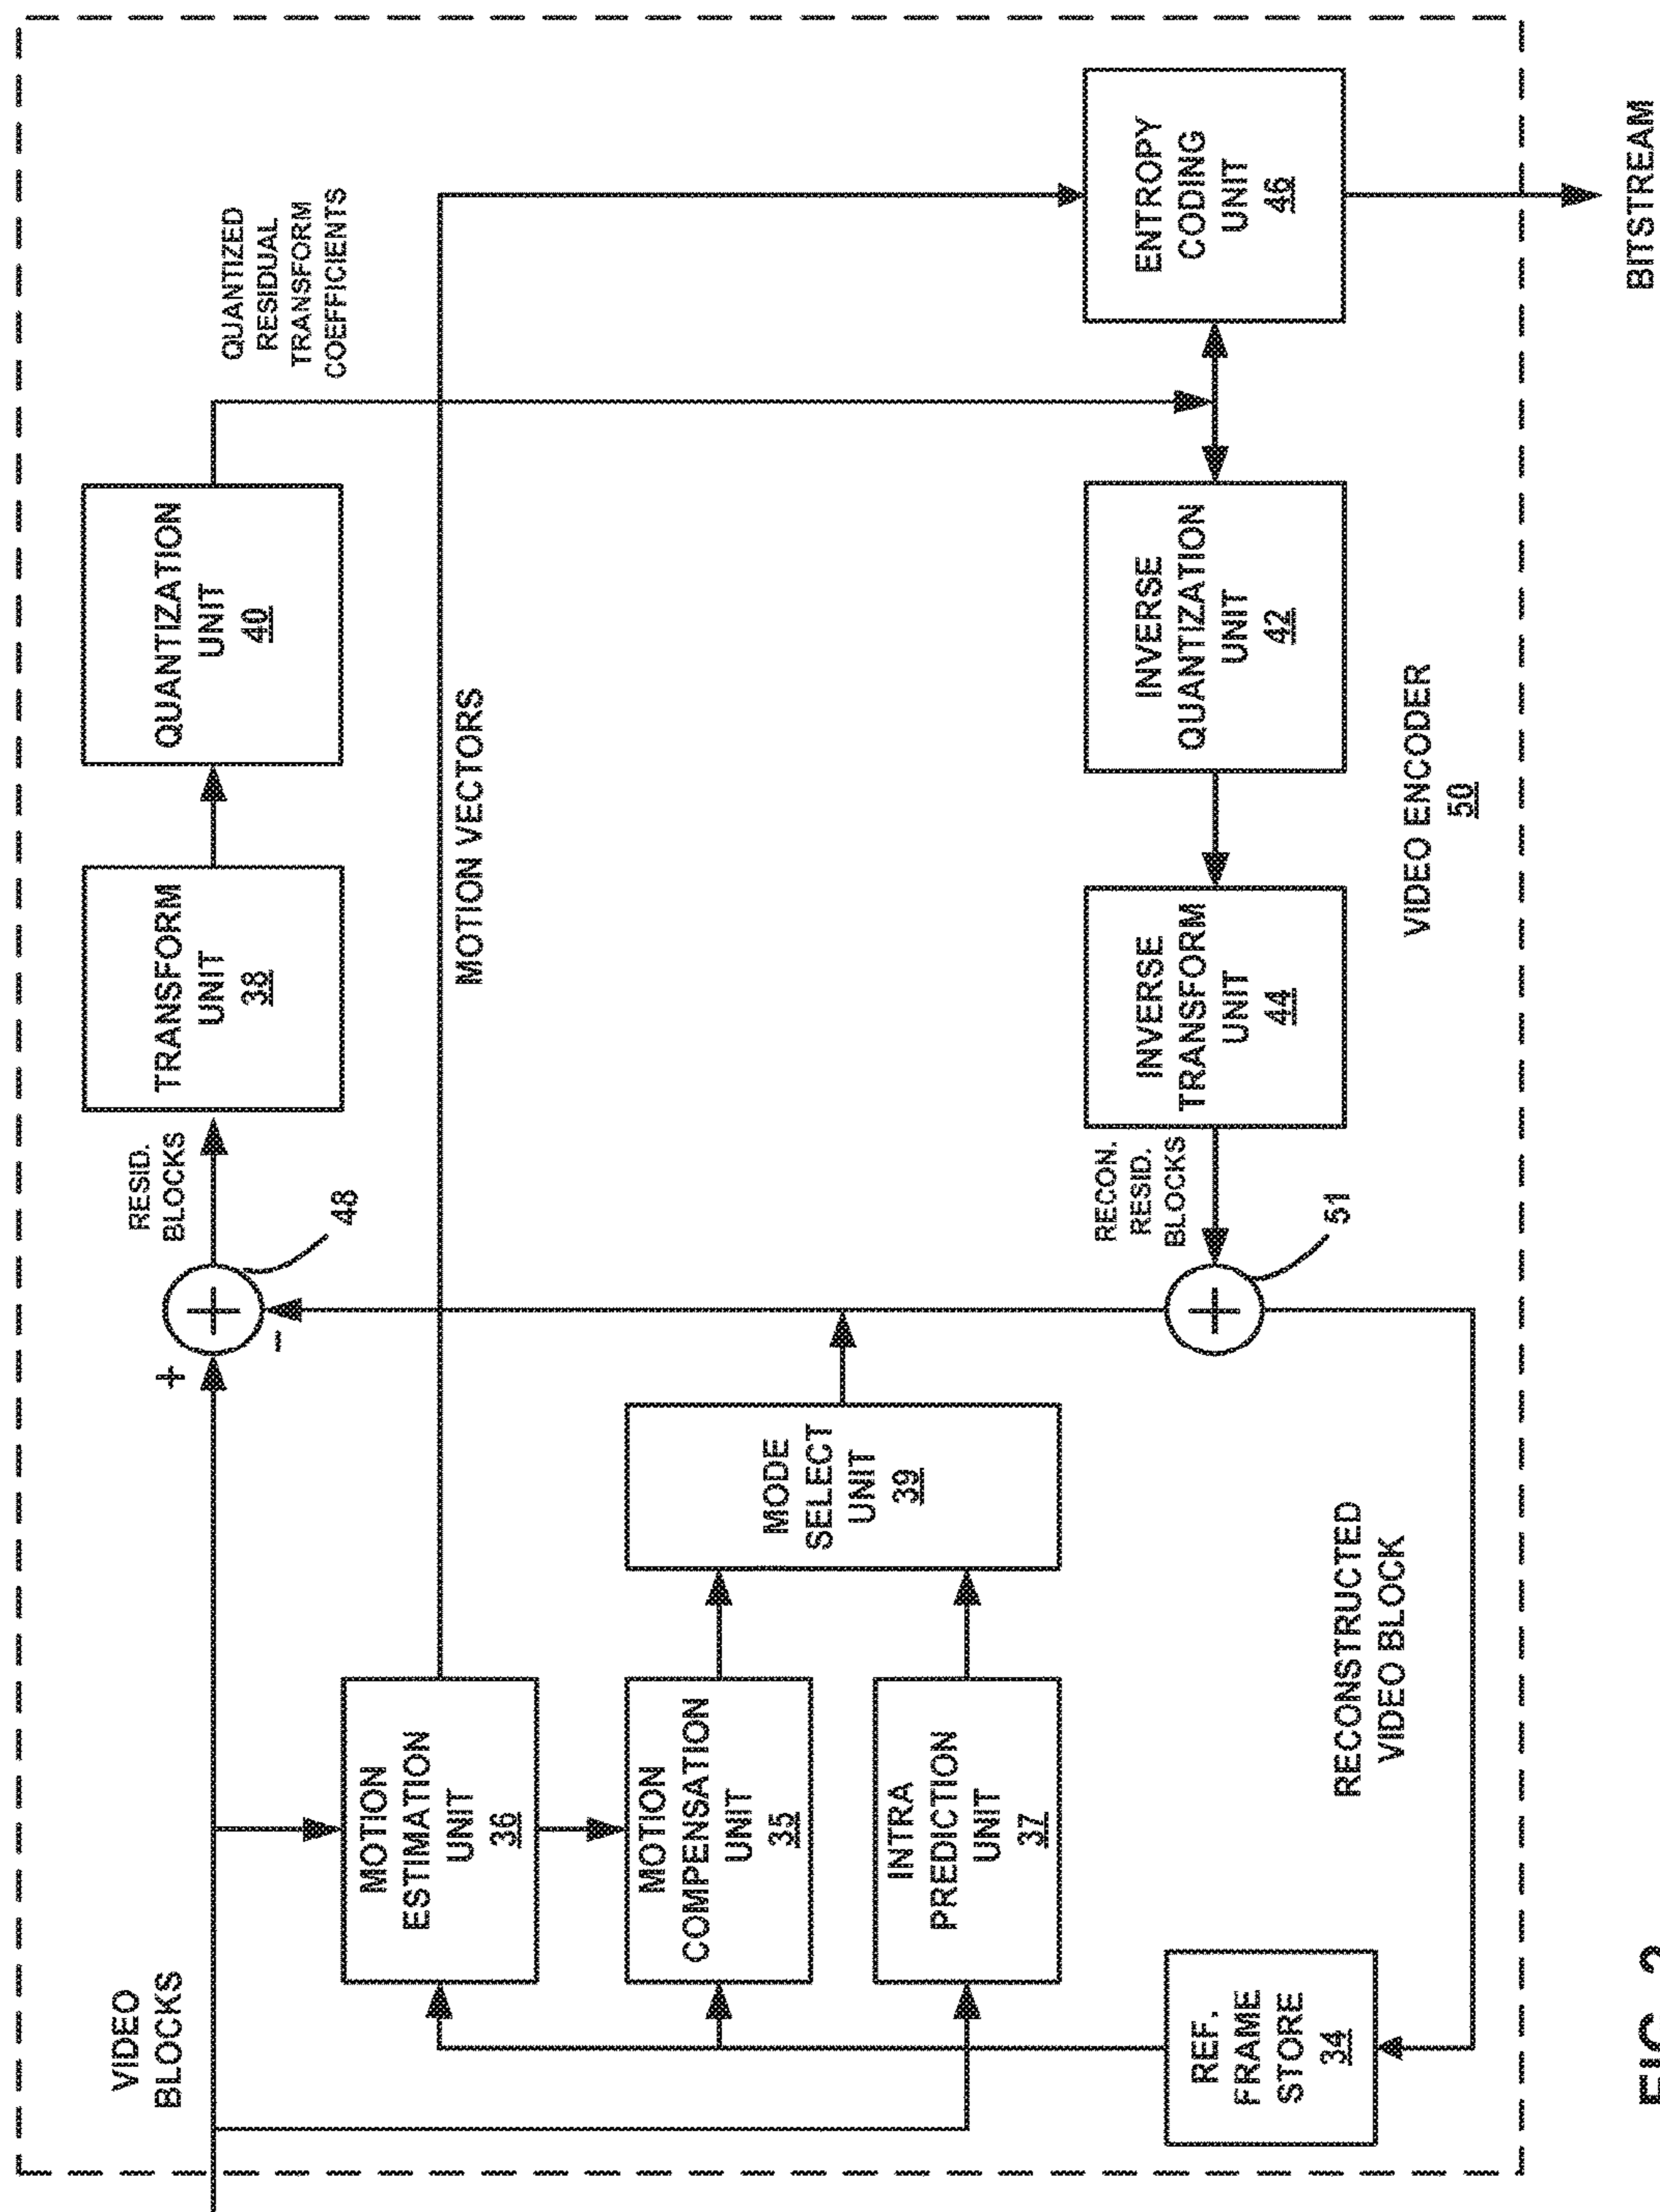 VIDEO
BLOCKS
+
-
48
RESID.
BLOCKS
TRANSFORM
UNIT
38
QUANTIZATION
UNIT
40
QUANTIZED
RESIDUAL
TRANSFORM
COEFFICIENTS
MOTION VECTORS
MOTION
ESTIMATION
UNIT
36
MOTION
COMPENSATION
UNIT
35
INTRA
PREDICTION
UNIT
37
MODE
SELECT
UNIT
39
REF.
FRAME
STORE
34
RECONSTRUCTED
VIDEO BLOCK
51
RECON.
RESID.
BLOCKS
INVERSE
TRANSFORM
UNIT
44
INVERSE
QUANTIZATION
UNIT
42
ENTROPY
CODING
UNIT
46
VIDEO ENCODER
50
BITSTREAM
FIG. 2